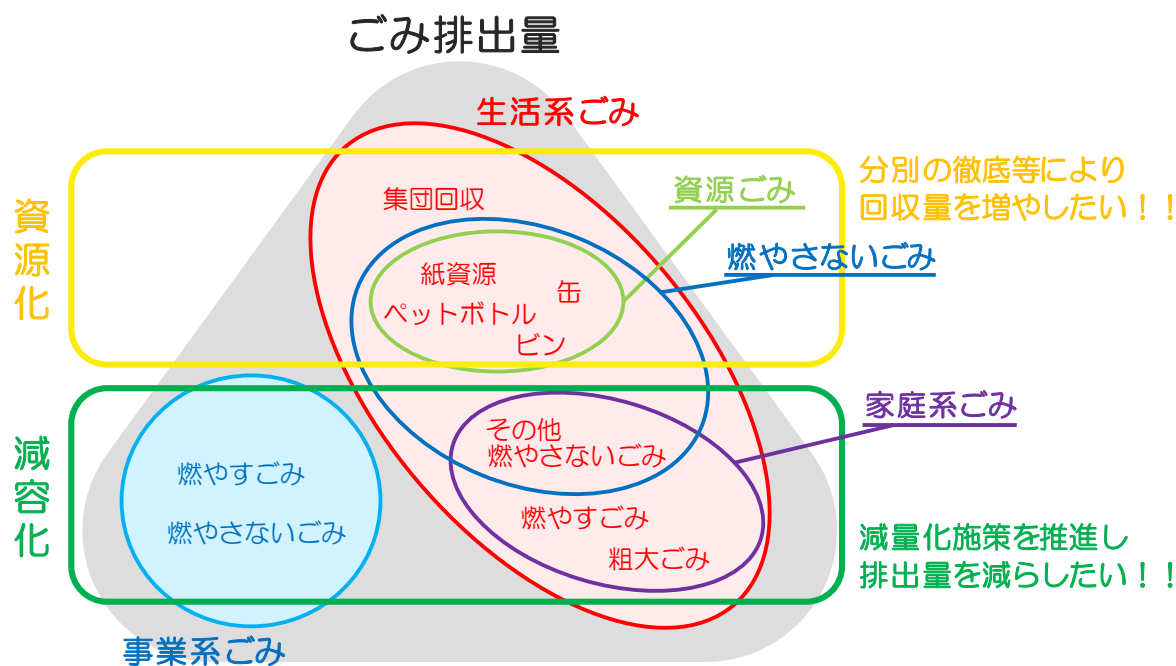 ごみ排出量
生活系ごみ
資源化
集団回収
資源ごみ
分別の徹底等により
回収量を増やしたい！！
燃やさないごみ
紙資源
缶
ペットボトル
ビン
減容化
家庭系ごみ
その他
燃やさないごみ
燃やすごみ
粗大ごみ
燃やすごみ
燃やさないごみ
減量化施策を推進し
排出量を減らしたい！！
事業系ごみ